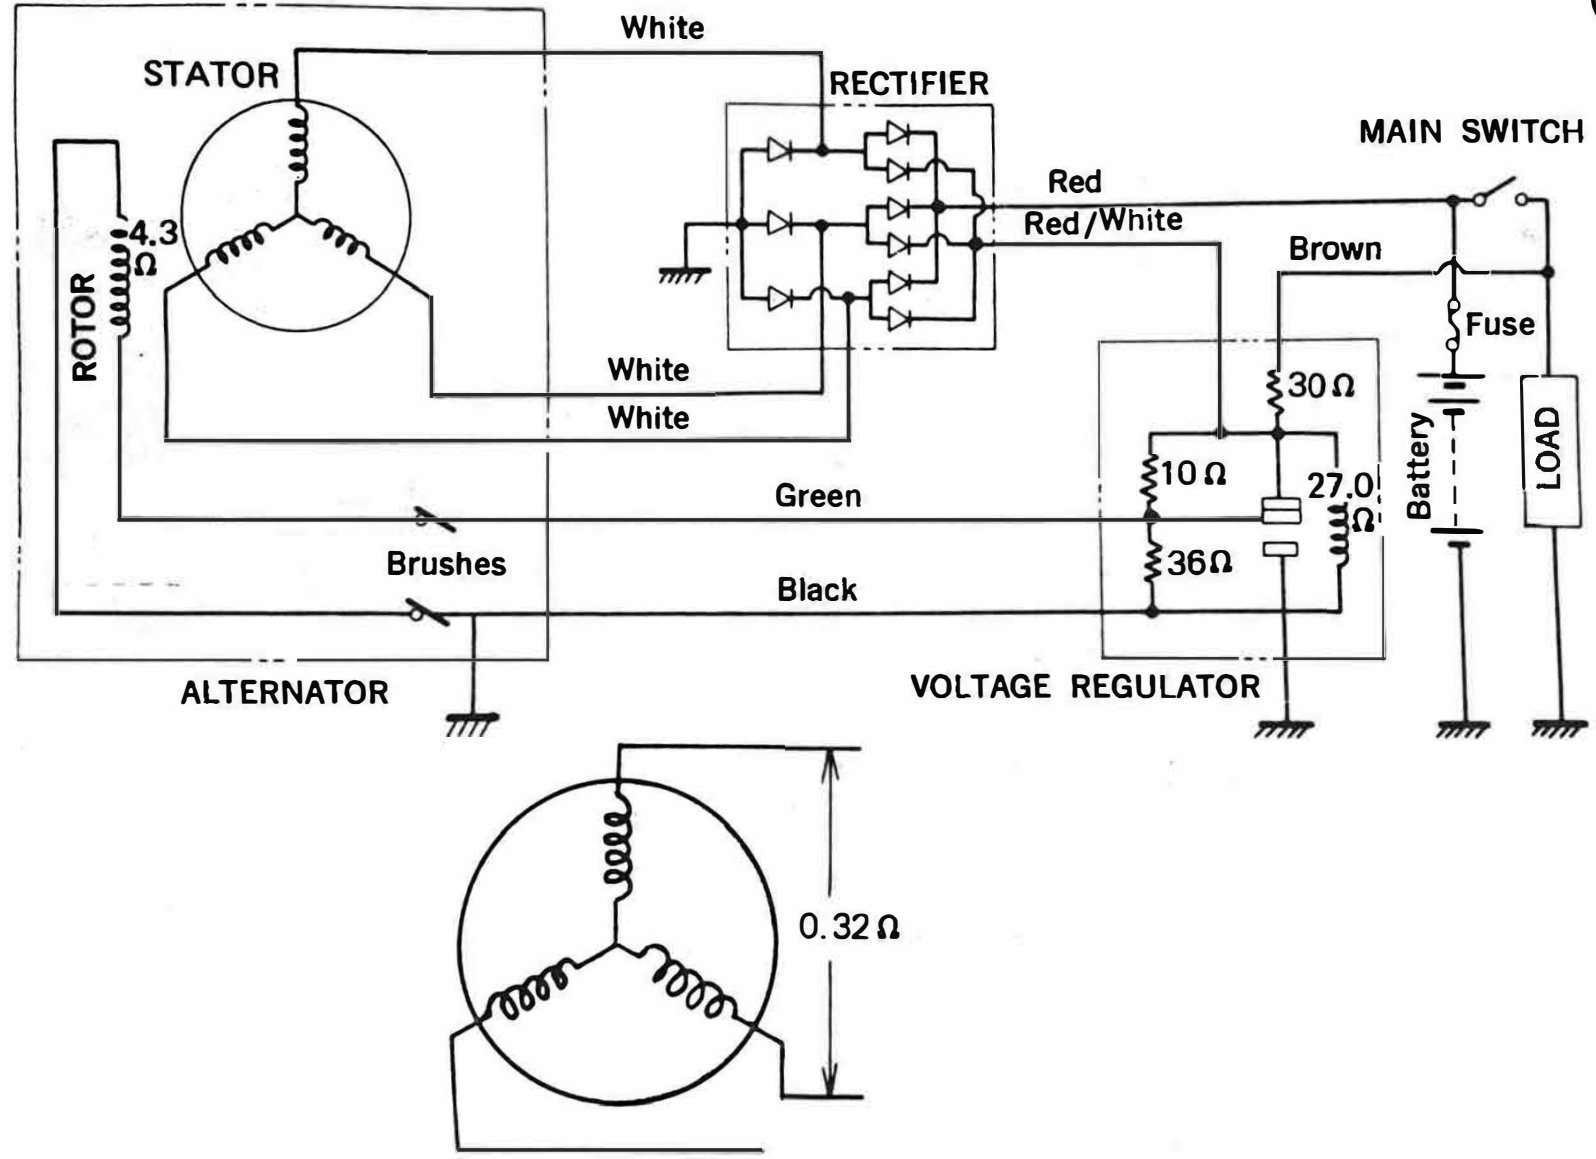 White
STATOR
RECTIFIER
MAIN SWITCH
Red
Red/White
Brown
4.3
Ω
ROTOR
Fuse
White
30Ω
White
10Ω
27.0
Ω
Battery
LOAD
Green
Brushes
36Ω
Black
ALTERNATOR
VOLTAGE REGULATOR
0.32Ω